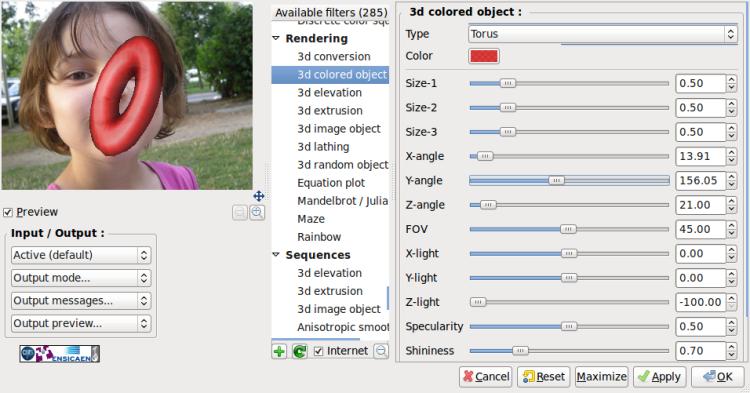 Available filters (285)
Rendering
3d conversion
3d colored object
3d elevation
3d extrusion
3d image object
3d lathing
3d random object
Equation plot
Mandelbrot / Julia
Maze
Rainbow
Sequences
3d elevation
3d extrusion
3d image object
Anisotropic smoot
Internet
Preview
Input / Output :
Active (default)
Output mode...
Output messages...
Output preview...
ENSICAEN
3d colored object :
Type Torus
Color
Size-1 0.50
Size-2 0.50
Size-3 0.50
X-angle 13.91
Y-angle 156.05
Z-angle 21.00
FOV 45.00
X-light 0.00
Y-light 0.00
Z-light -100.00
Specularity 0.50
Shininess 0.70
Cancel Reset Maximize Apply OK